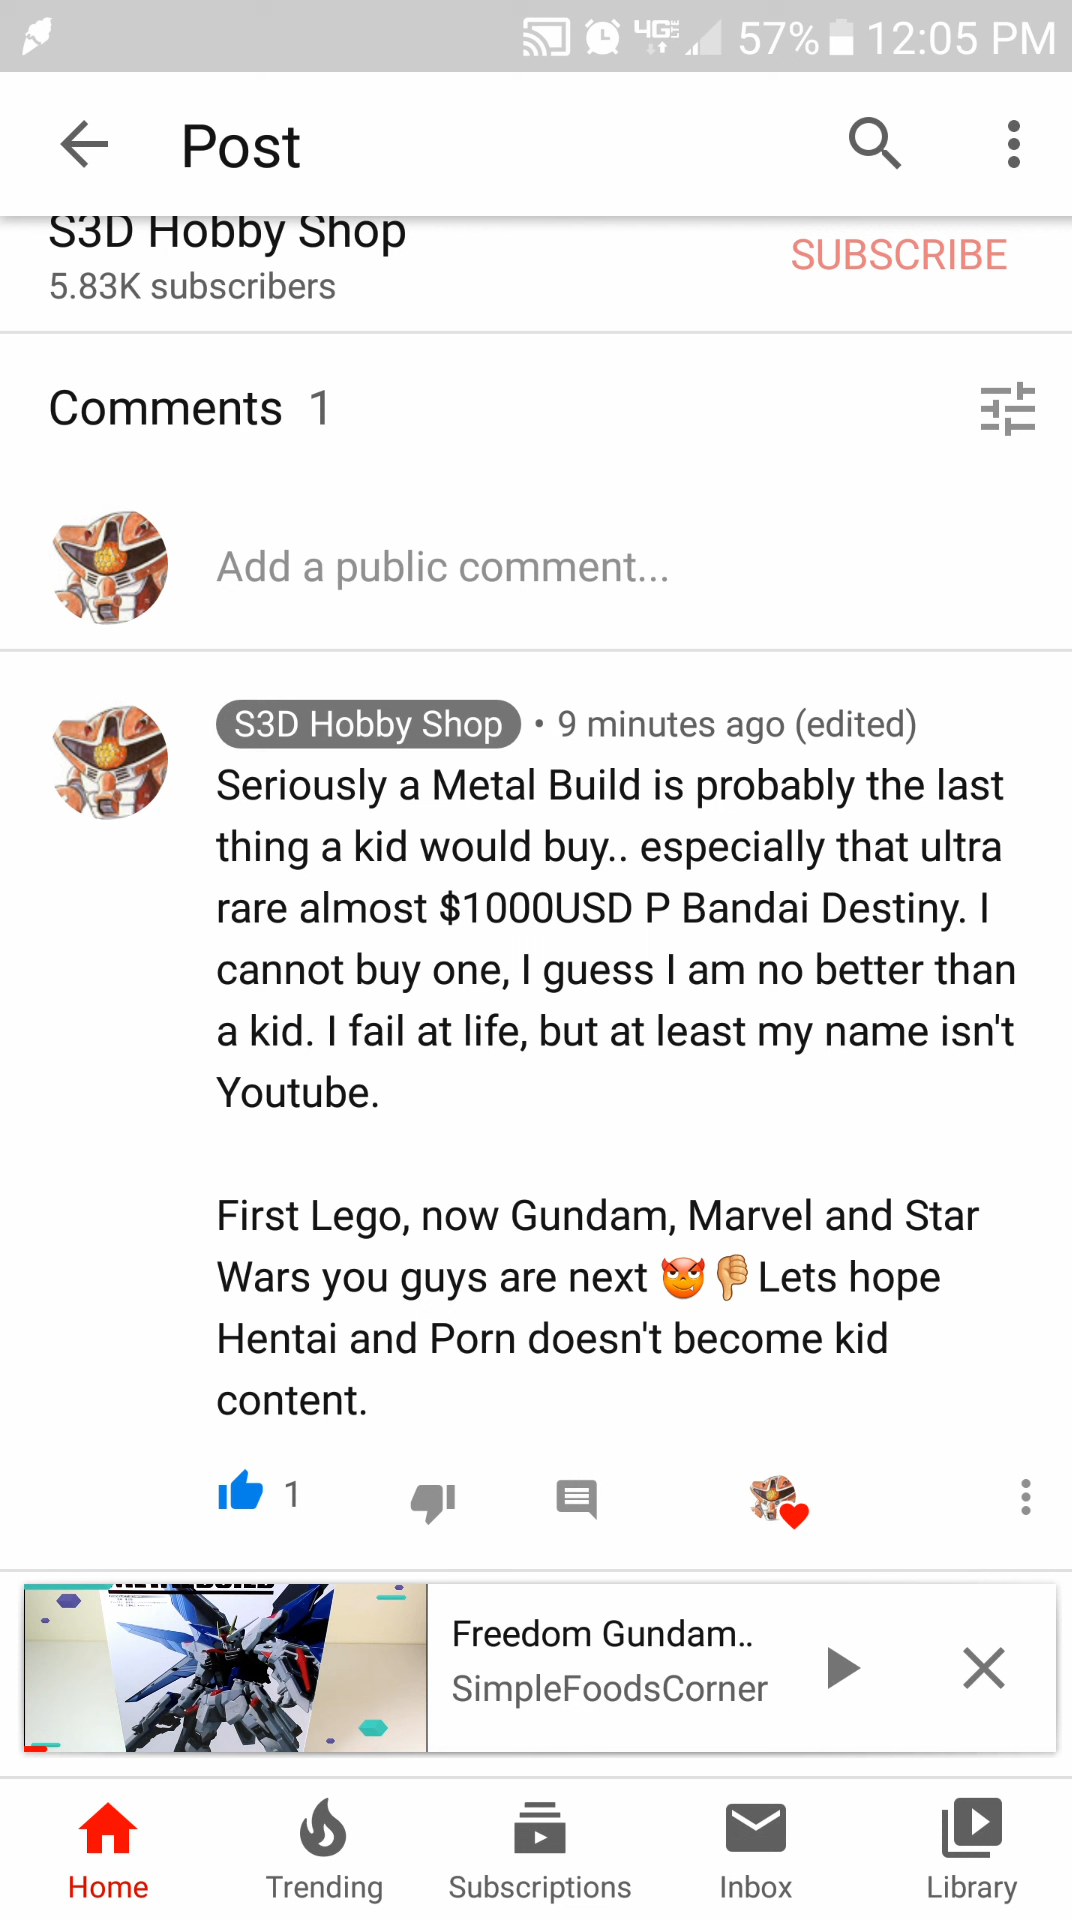 4G LTE 57% 12:05 PM
Post
S3D Hobby Shop
5.83K subscribers
SUBSCRIBE
Comments 1
Add a public comment...
S3D Hobby Shop • 9 minutes ago (edited)
Seriously a Metal Build is probably the last
thing a kid would buy.. especially that ultra
rare almost $1000USD P Bandai Destiny. I
cannot buy one, I guess I am no better than
a kid. I fail at life, but at least my name isn't
Youtube.
First Lego, now Gundam, Marvel and Star
Wars you guys are next 😈👎 Lets hope
Hentai and Porn doesn't become kid
content.
1
Freedom Gundam..
SimpleFoodsCorner
Home
Trending
Subscriptions
Inbox
Library